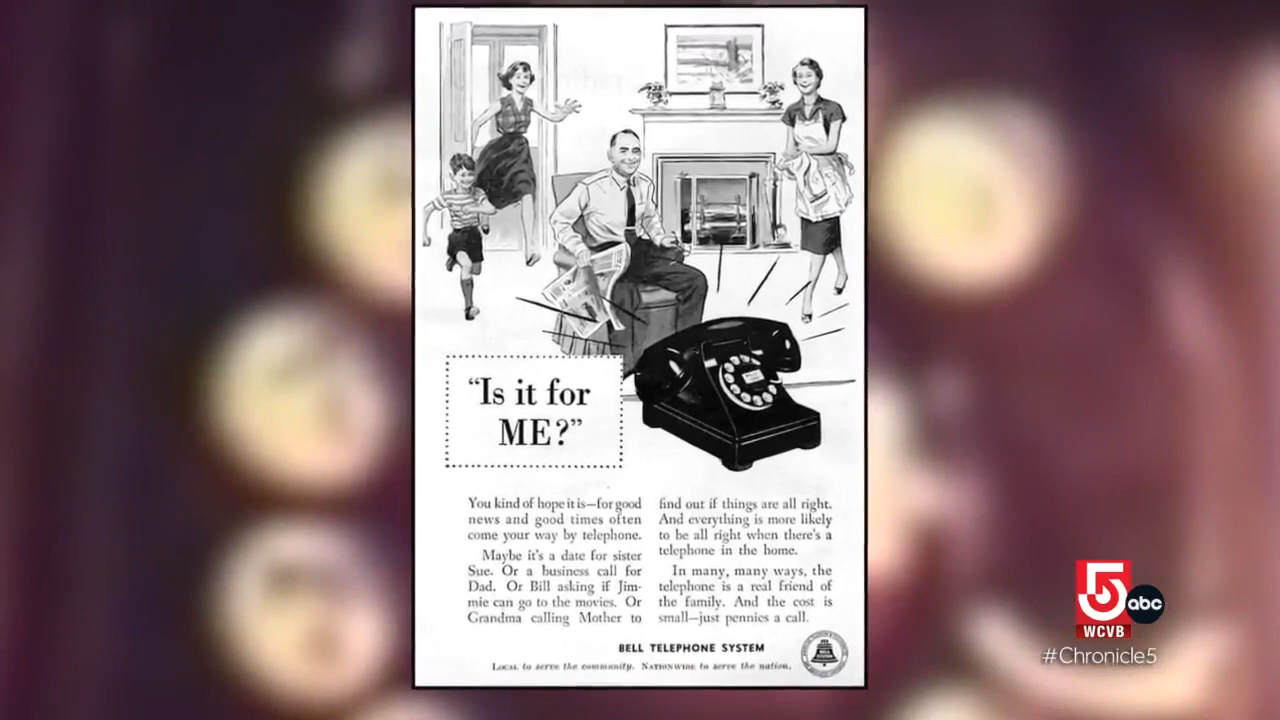 “Is it for
ME?”
You kind of hope it is—for good
news and good times often
come your way by telephone.
Maybe it's a date for sister
Sue. Or a business call for
Dad. Or Bill asking if Jim-
mie can go to the movies. Or
Grandma calling Mother to
find out if things are all right.
And everything is more likely
to be all right when there's a
telephone in the home.
In many, many ways, the
telephone is a real friend of
the family. And the cost is
small—just pennies a call.
BELL TELEPHONE SYSTEM
LOCAL to serve the community. NATIONWIDE to serve the nation.
BELL
SYSTEM
5
abc
WCVB
#Chronicle5